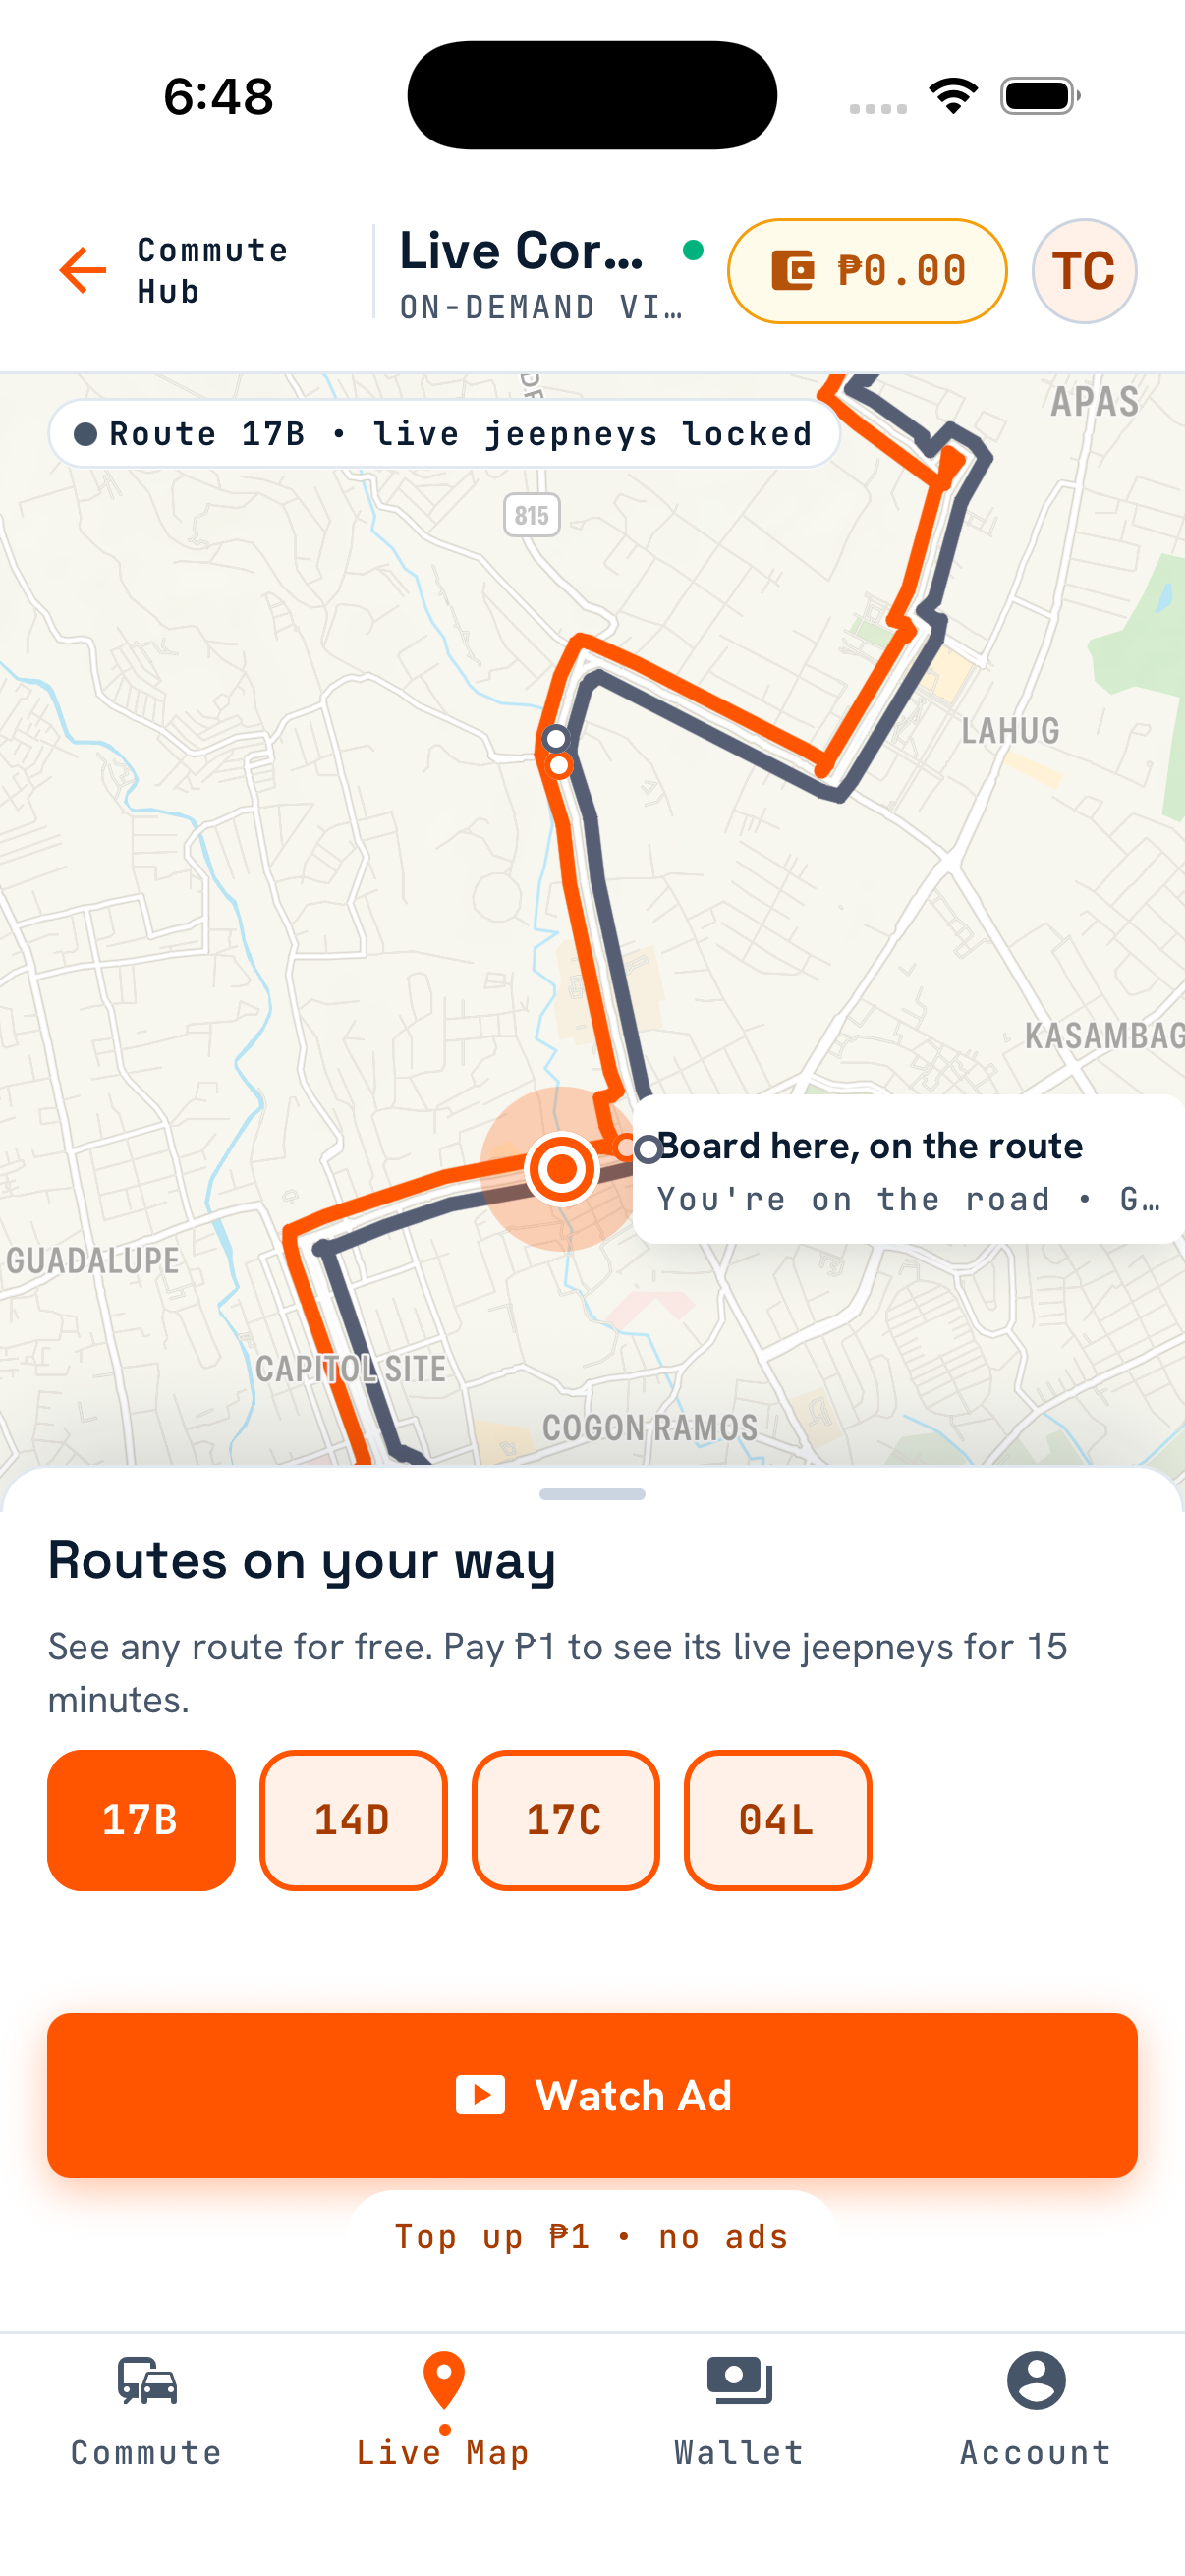 6:48
Commute
Hub
Live Cor...
ON-DEMAND VI…
₱0.00
TC
APAS
Route 17B • live jeepneys locked
815
LAHUG
KASAMBAG
Board here, on the route
You're on the road • G…
GUADALUPE
CAPITOL SITE
COGON RAMOS
Routes on your way
See any route for free. Pay ₱1 to see its live jeepneys for 15
minutes.
17B
14D
17C
04L
Watch Ad
Top up ₱1 • no ads
Commute
Live Map
Wallet
Account